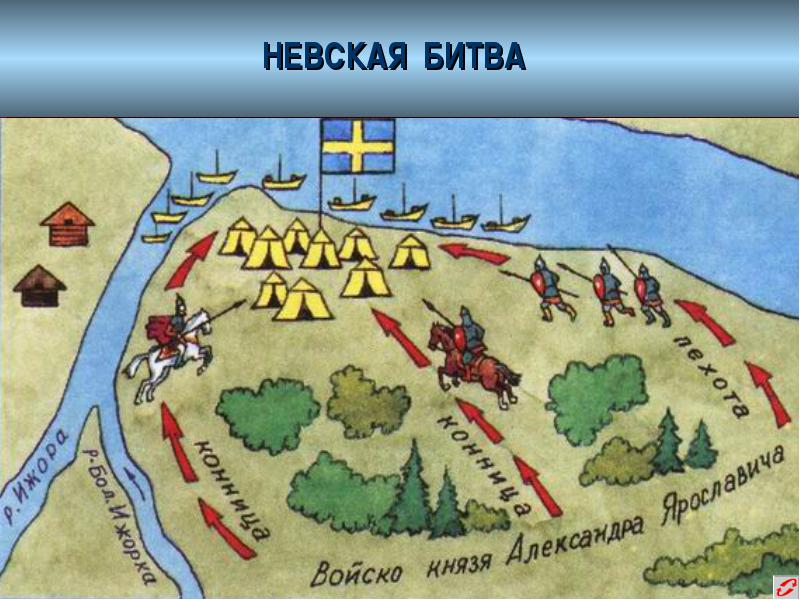 НЕВСКАЯ БИТВА
пехота
конница
конница
р. Ижора
р. Бол. Ижорка
Войско князя Александра Ярославича